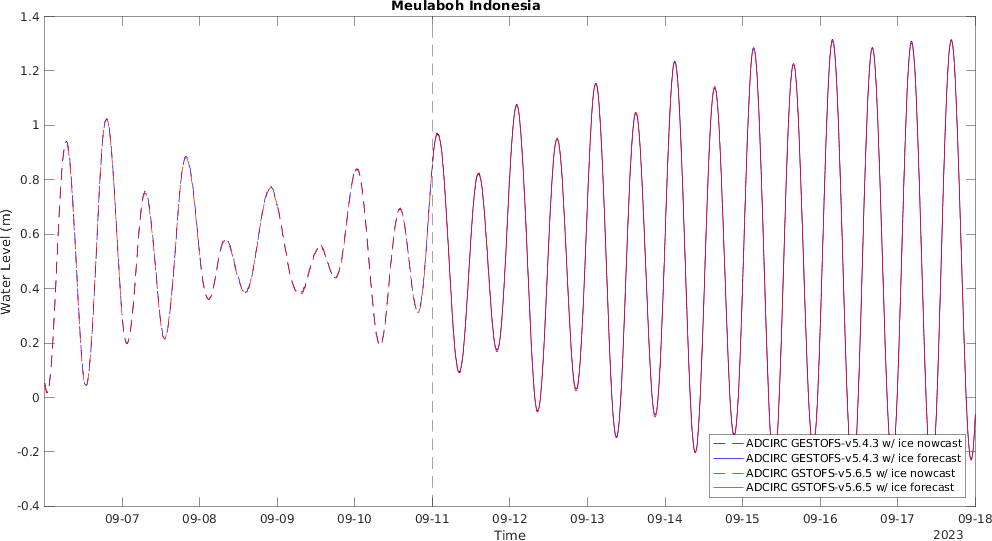 Meulaboh Indonesia
1.4
1.2
1
0.8
0.6
0.4
0.2
0
-0.2
-0.4
Water Level (m)
ADCIRC GESTOFS-v5.4.3 w/ ice nowcast
ADCIRC GESTOFS-v5.4.3 w/ ice forecast
ADCIRC GSTOFS-v5.6.5 w/ ice nowcast
ADCIRC GSTOFS-v5.6.5 w/ ice forecast
09-07 09-08 09-09 09-10 09-11 09-12 09-13 09-14 09-15 09-16 09-17 09-18
Time
2023